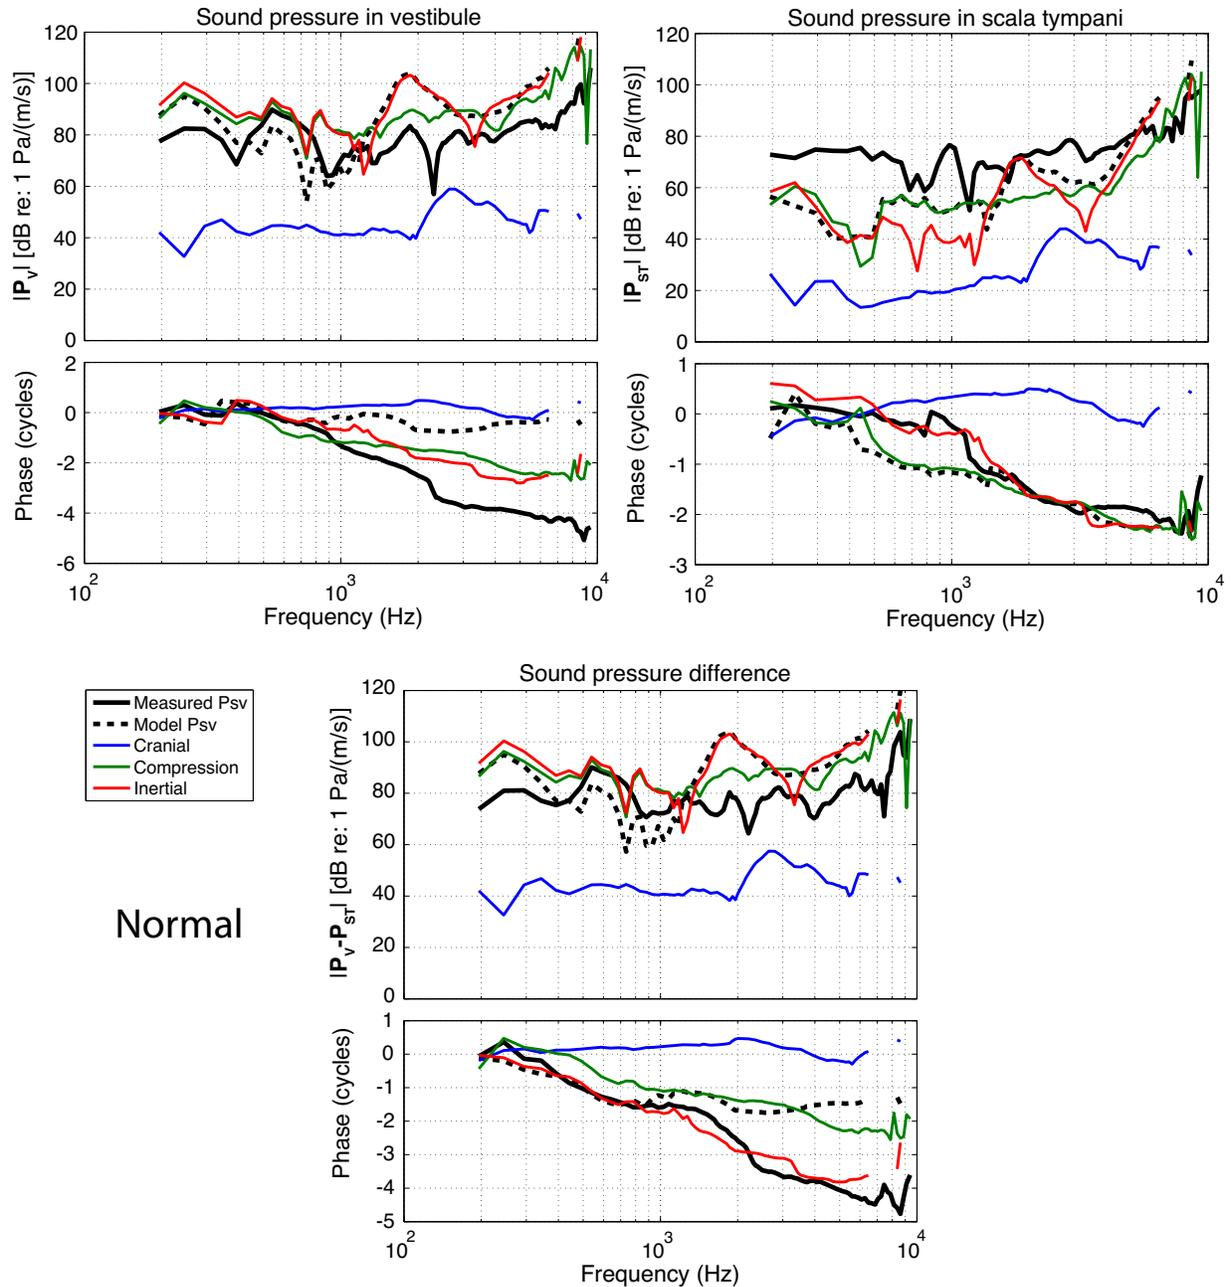 Sound pressure in vestibule
|P_V| [dB re: 1 Pa/(m/s)]
120
100
80
60
40
20
0
Phase (cycles)
2
0
-2
-4
-6
10^2
10^3
10^4
Frequency (Hz)
Sound pressure in scala tympani
|P_ST| [dB re: 1 Pa/(m/s)]
120
100
80
60
40
20
0
Phase (cycles)
1
0
-1
-2
-3
10^2
10^3
10^4
Frequency (Hz)
Measured Psv
Model Psv
Cranial
Compression
Inertial
Normal
Sound pressure difference
|P_V-P_ST| [dB re: 1 Pa/(m/s)]
120
100
80
60
40
20
0
Phase (cycles)
1
0
-1
-2
-3
-4
-5
10^2
10^3
10^4
Frequency (Hz)